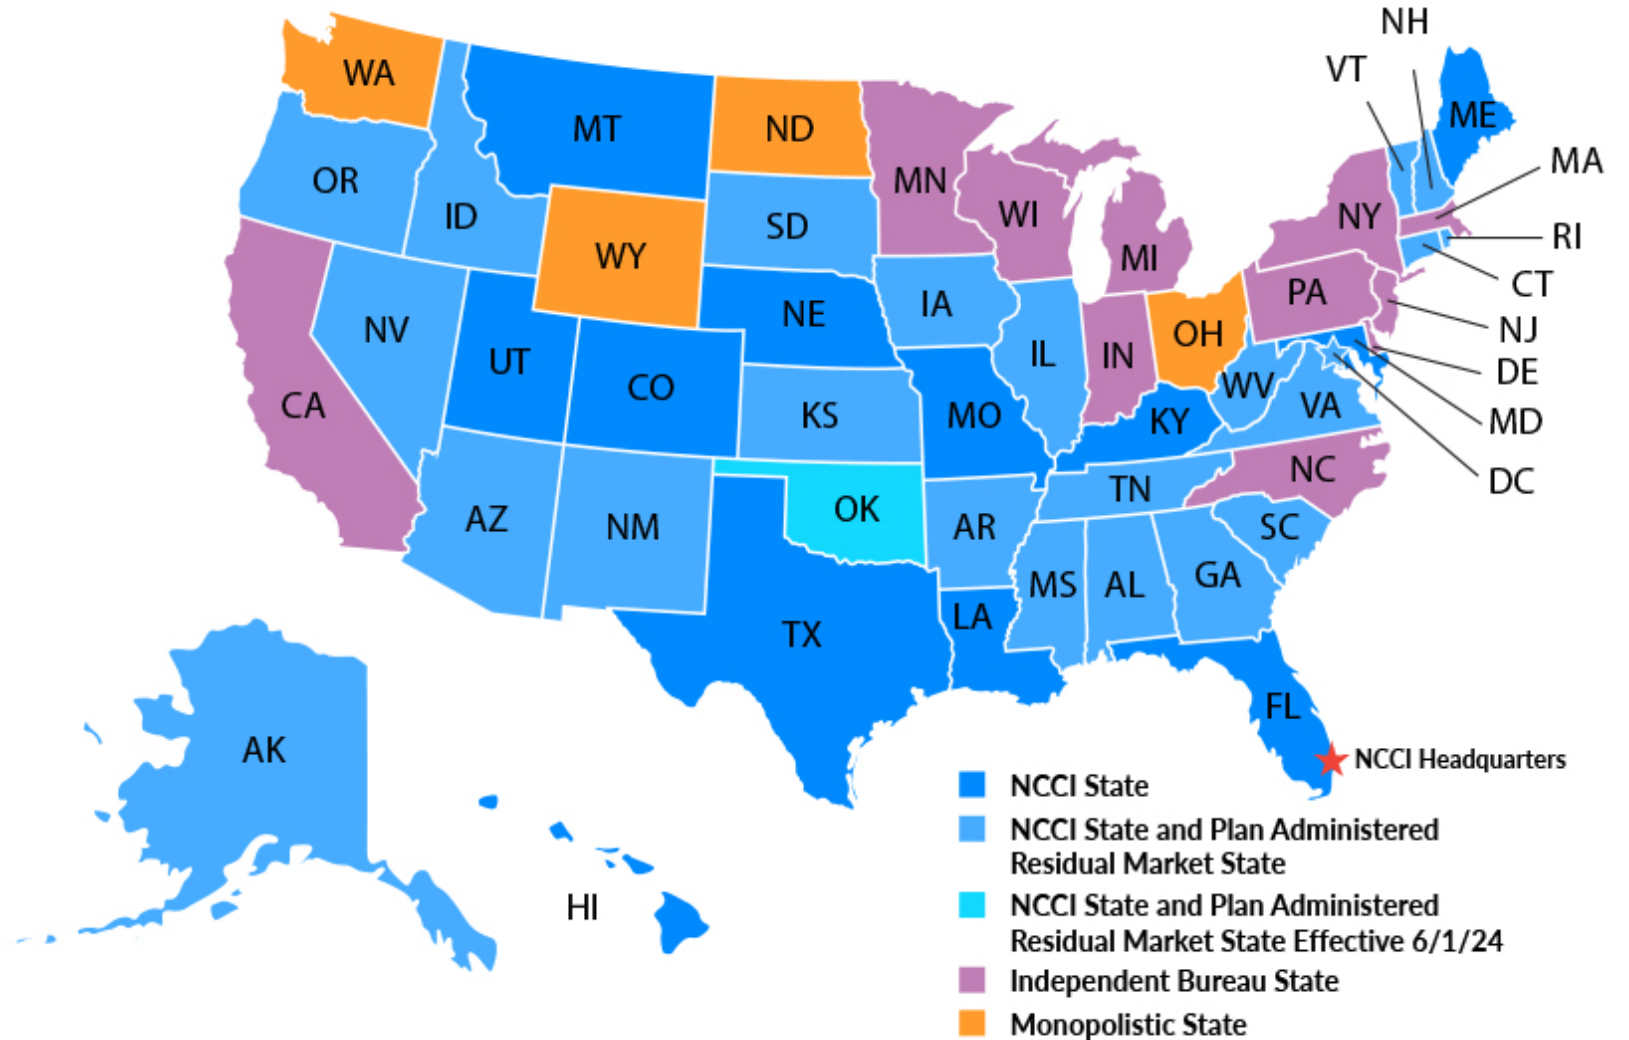 NH
VT
WA
ME
MT
ND
MA
OR
MN
ID
WI
NY
SD
RI
WY
MI
CT
PA
IA
NE
NJ
NV
OH
IL
IN
UT
DE
CO
WV
CA
VA
KS
MO
KY
MD
NC
DC
TN
OK
AZ
NM
AR
SC
GA
MS
AL
LA
TX
FL
AK
NCCI Headquarters
NCCI State
NCCI State and Plan Administered
Residual Market State
HI
NCCI State and Plan Administered
Residual Market State Effective 6/1/24
Independent Bureau State
Monopolistic State